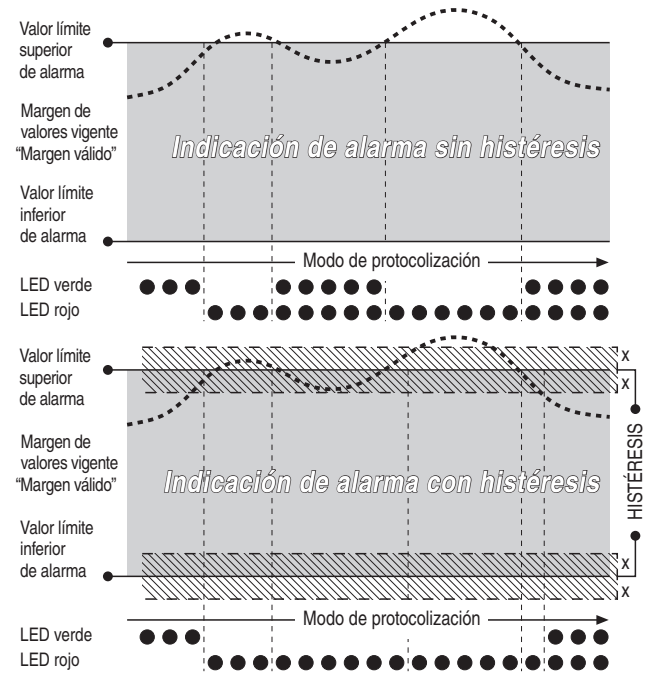 Valor límite
superior
de alarma
Margen de
valores vigente
“Margen válido”
Indicación de alarma sin histéresis
Valor límite
inferior
de alarma
Modo de protocolización
LED verde
LED rojo
Valor límite
superior
de alarma
x
x
Margen de
valores vigente
“Margen válido”
Indicación de alarma con histéresis
HISTÉRESIS
Valor límite
inferior
de alarma
x
x
Modo de protocolización
LED verde
LED rojo